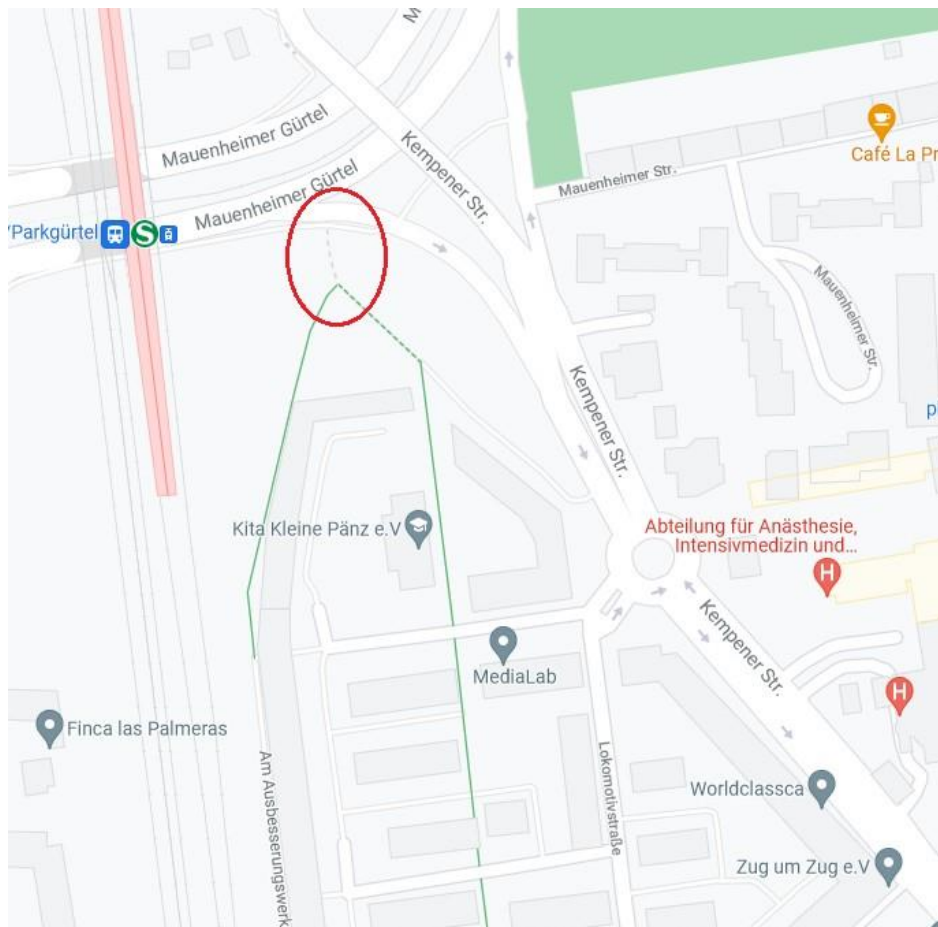 M
Mauenheimer Gürtel
Kempener Str.
Café La Pr
Mauenheimer Str.
Mauenheimer Gürtel
/Parkgürtel
S
Mauenheimer Str.
Kempener Str.
p
Kita Kleine Pänz e.V
Abteilung für Anästhesie,
Intensivmedizin und...
H
Kempener Str.
MediaLab
H
Finca las Palmeras
Am Ausbesserungswerk
Lokomotivstraße
Worldclassca
Zug um Zug e.V